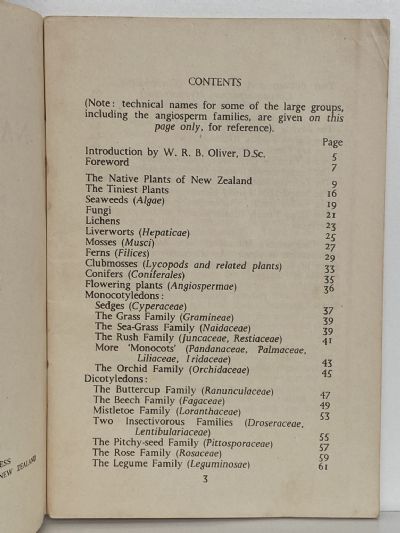 CONTENTS
(Note: technical names for some of the large groups,
including the angiosperm families, are given on this
page only, for reference).
Page
Introduction by W. R. B. Oliver, D.Sc. 5
Foreword 7
The Native Plants of New Zealand 9
The Tiniest Plants 16
Seaweeds (Algae) 19
Fungi 21
Lichens 23
Liverworts (Hepaticae) 25
Mosses (Musci) 27
Ferns (Filices) 29
Clubmosses (Lycopods and related plants) 33
Conifers (Coniferales) 35
Flowering plants (Angiospermae) 36
Monocotyledons:
Sedges (Cyperaceae) 37
The Grass Family (Gramineae) 39
The Sea-Grass Family (Naidaceae) 39
The Rush Family (Juncaceae, Restiaceae) 41
More 'Monocots' (Pandanaceae, Palmaceae,
Liliaceae, Iridaceae) 43
The Orchid Family (Orchidaceae) 45
Dicotyledons:
The Buttercup Family (Ranunculaceae) 47
The Beech Family (Fagaceae) 49
Mistletoe Family (Loranthaceae) 53
Two Insectivorous Families (Droseraceae,
Lentibulariaceae) 55
The Pitchy-seed Family (Pittosporaceae) 57
The Rose Family (Rosaceae) 59
The Legume Family (Leguminosae) 61
3
ESS
NEW ZEALAND